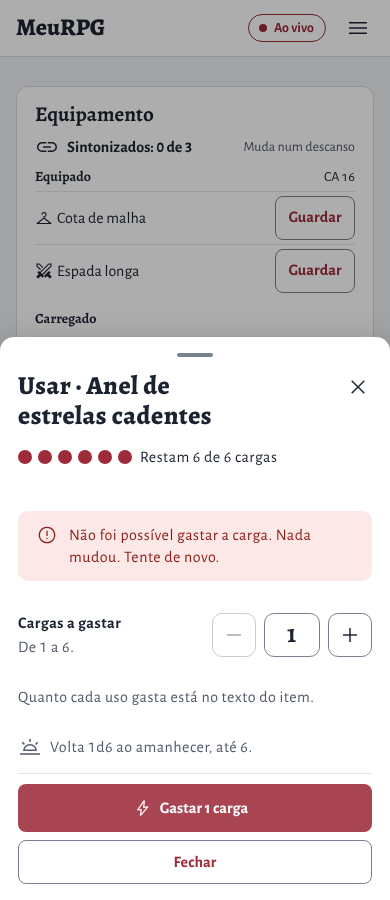 MeuRPG
Ao vivo
Equipamento
Sintonizados: 0 de 3
Muda num descanso
Equipado
CA 16
Cota de malha
Guardar
Espada longa
Guardar
Carregado
Usar · Anel de
estrelas cadentes
Restam 6 de 6 cargas
Não foi possível gastar a carga. Nada
mudou. Tente de novo.
Cargas a gastar
De 1 a 6.
1
Quanto cada uso gasta está no texto do item.
Volta 1d6 ao amanhecer, até 6.
Gastar 1 carga
Fechar